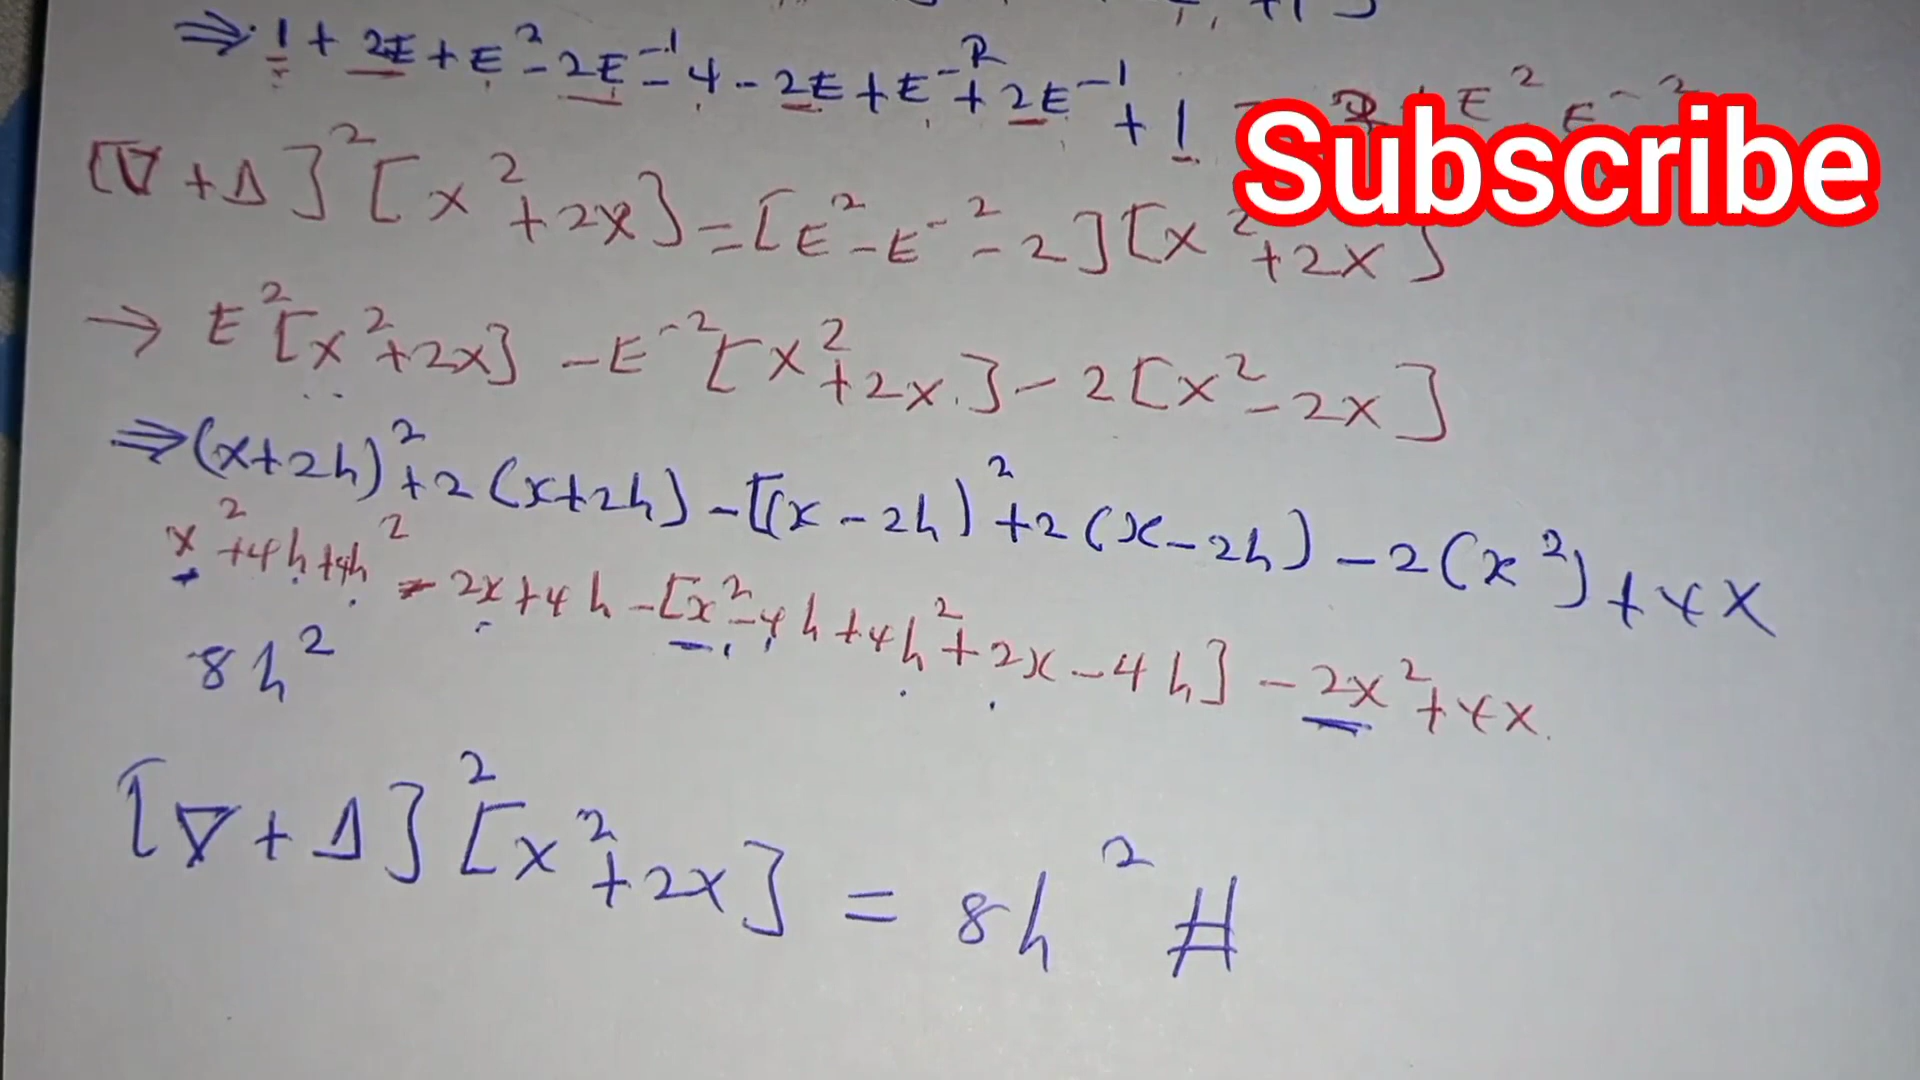 ⇒ 1 + 2E + E² - 2E⁻¹ - 4 - 2E + E⁻² + 2E⁻¹ + 1
E² E⁻²
Subscribe
[∇ + Δ]² [x² + 2x] = [E² - E⁻² - 2] [x² + 2x]
→ E² [x² + 2x] - E⁻² [x² + 2x.] - 2 [x² - 2x]
⇒ (x+2h)² + 2(x+2h) - [(x-2h)² + 2(x-2h) - 2(x²) + 4x
x² + 4h + 4h² - 2x + 4h - [x² - 4h + 4h² + 2x - 4h] - 2x² + 4x.
8h²
[∇ + Δ]² [x² + 2x] = 8h² #